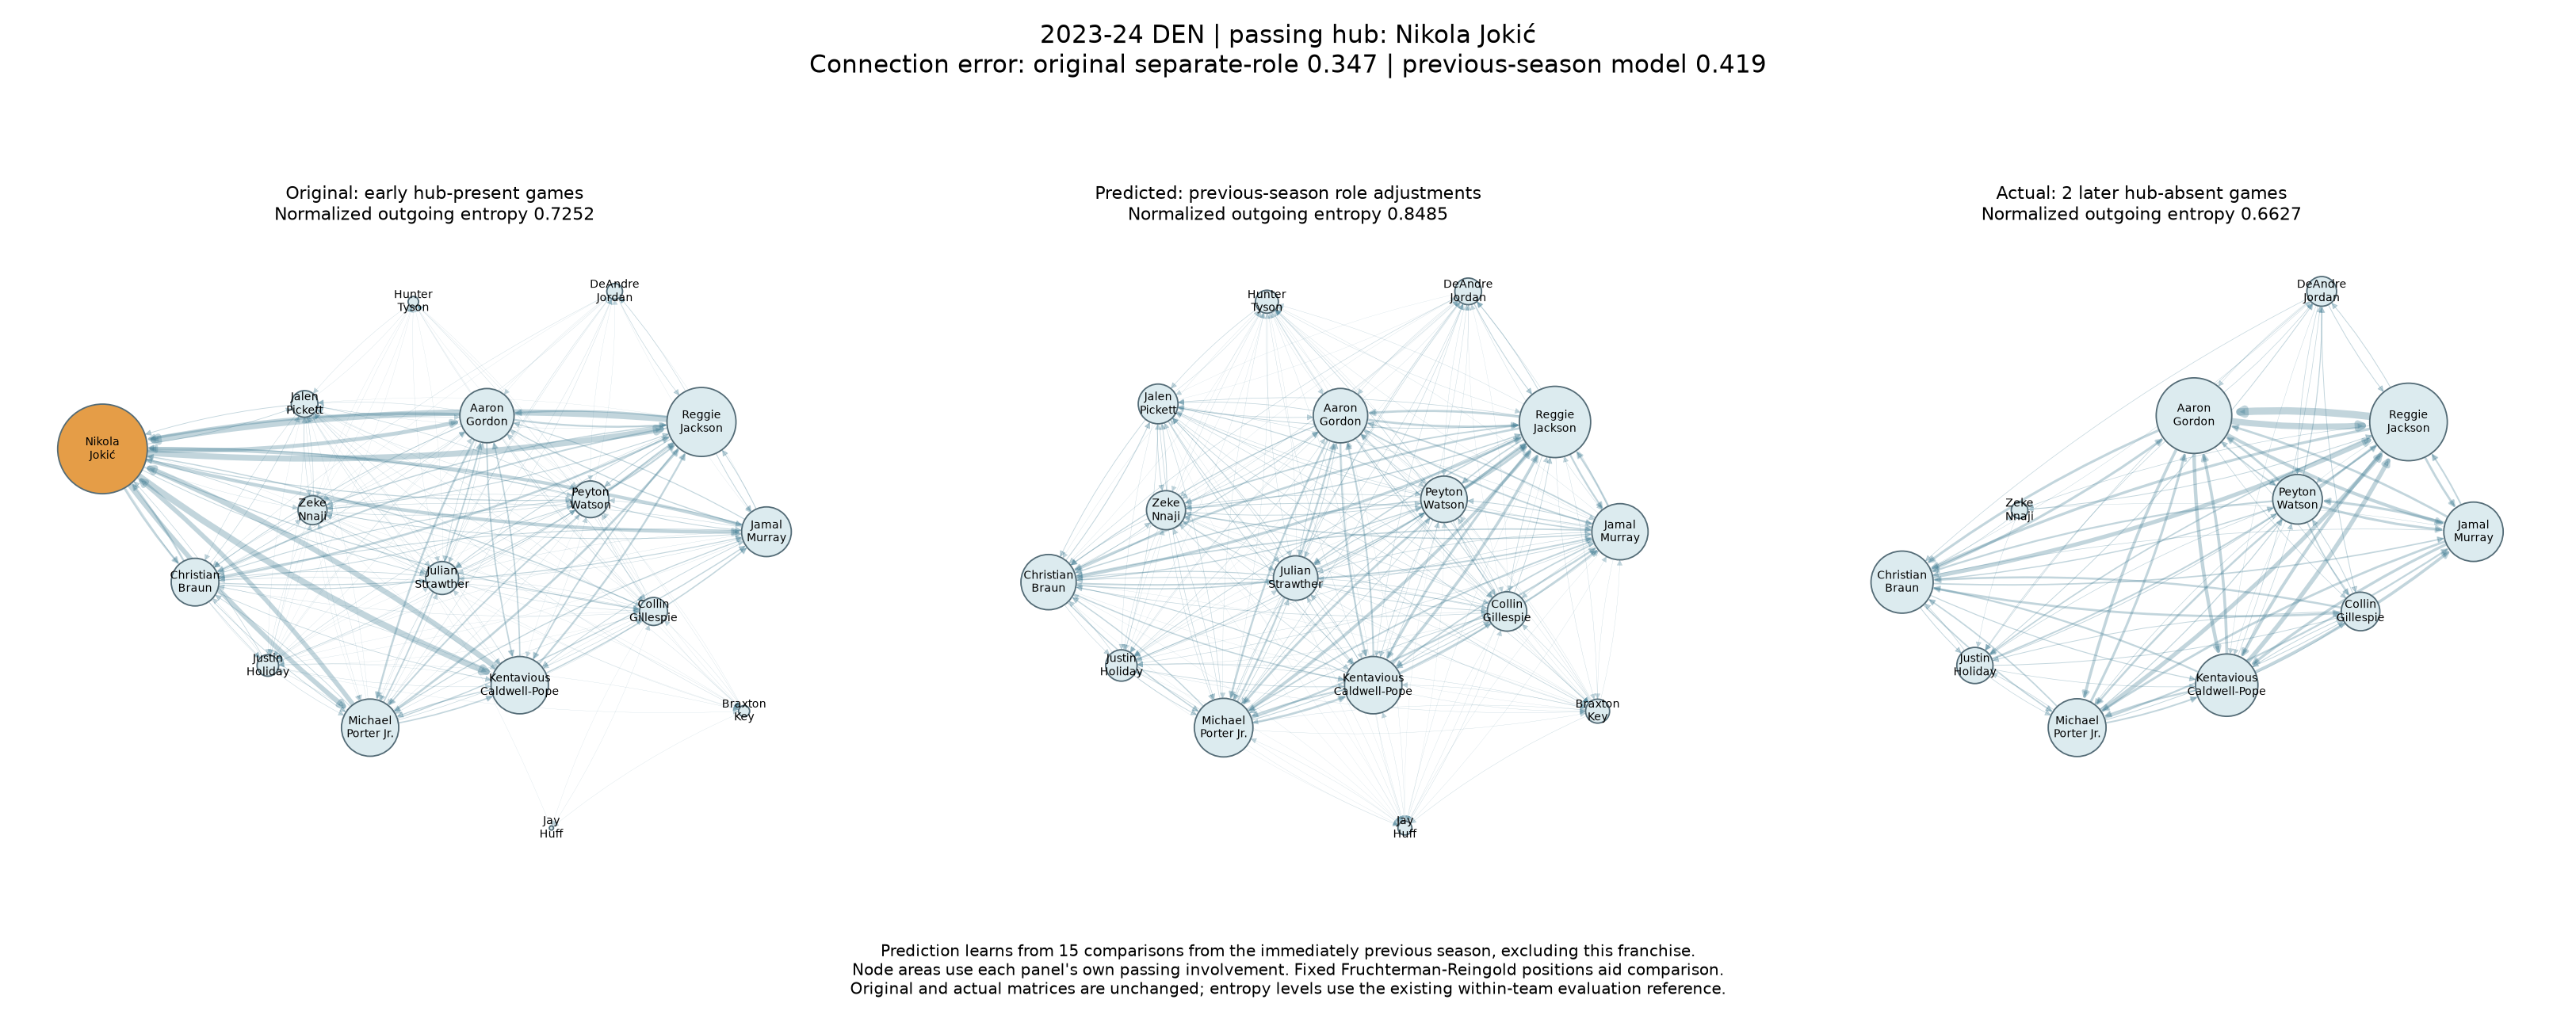 2023-24 DEN | passing hub: Nikola Jokić
Connection error: original separate-role 0.347 | previous-season model 0.419
Original: early hub-present games
Normalized outgoing entropy 0.7252
Hunter
Tyson
DeAndre
Jordan
Nikola
Jokić
Jalen
Pickett
Aaron
Gordon
Reggie
Jackson
Zeke
Nnaji
Peyton
Watson
Jamal
Murray
Christian
Braun
Julian
Strawther
Collin
Gillespie
Justin
Holiday
Kentavious
Caldwell-Pope
Michael
Porter Jr.
Braxton
Key
Jay
Huff
Predicted: previous-season role adjustments
Normalized outgoing entropy 0.8485
Hunter
Tyson
DeAndre
Jordan
Jalen
Pickett
Aaron
Gordon
Reggie
Jackson
Zeke
Nnaji
Peyton
Watson
Jamal
Murray
Christian
Braun
Julian
Strawther
Collin
Gillespie
Justin
Holiday
Kentavious
Caldwell-Pope
Michael
Porter Jr.
Braxton
Key
Jay
Huff
Actual: 2 later hub-absent games
Normalized outgoing entropy 0.6627
DeAndre
Jordan
Aaron
Gordon
Reggie
Jackson
Zeke
Nnaji
Peyton
Watson
Jamal
Murray
Christian
Braun
Collin
Gillespie
Justin
Holiday
Kentavious
Caldwell-Pope
Michael
Porter Jr.
Prediction learns from 15 comparisons from the immediately previous season, excluding this franchise.
Node areas use each panel's own passing involvement. Fixed Fruchterman-Reingold positions aid comparison.
Original and actual matrices are unchanged; entropy levels use the existing within-team evaluation reference.